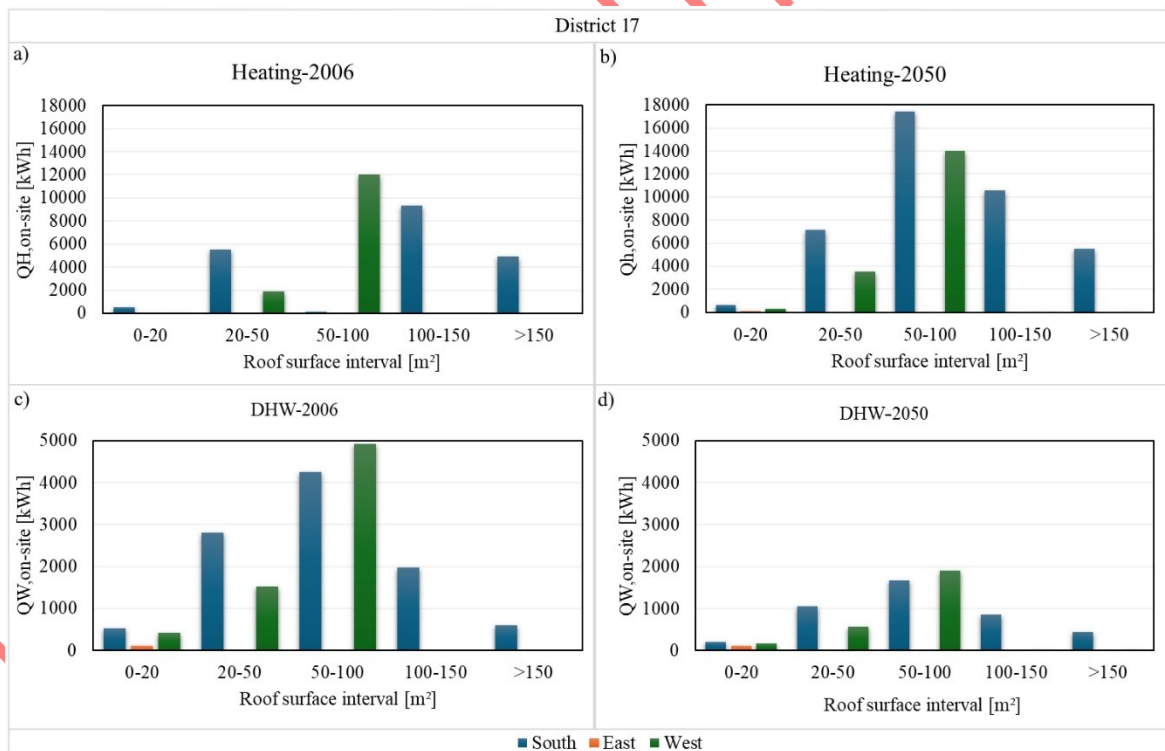 District 17
a)
Heating-2006
QH,on-site [kWh]
18000
16000
14000
12000
10000
8000
6000
4000
2000
0
0-20 20-50 50-100 100-150 >150
Roof surface interval [m²]
b)
Heating-2050
Qh,on-site [kWh]
18000
16000
14000
12000
10000
8000
6000
4000
2000
0
0-20 20-50 50-100 100-150 >150
Roof surface interval [m²]
c)
DHW-2006
QW,on-site [kWh]
5000
4000
3000
2000
1000
0
0-20 20-50 50-100 100-150 >150
Roof surface interval [m²]
d)
DHW-2050
QW,on-site [kWh]
5000
4000
3000
2000
1000
0
0-20 20-50 50-100 100-150 >150
Roof surface interval [m²]
South East West